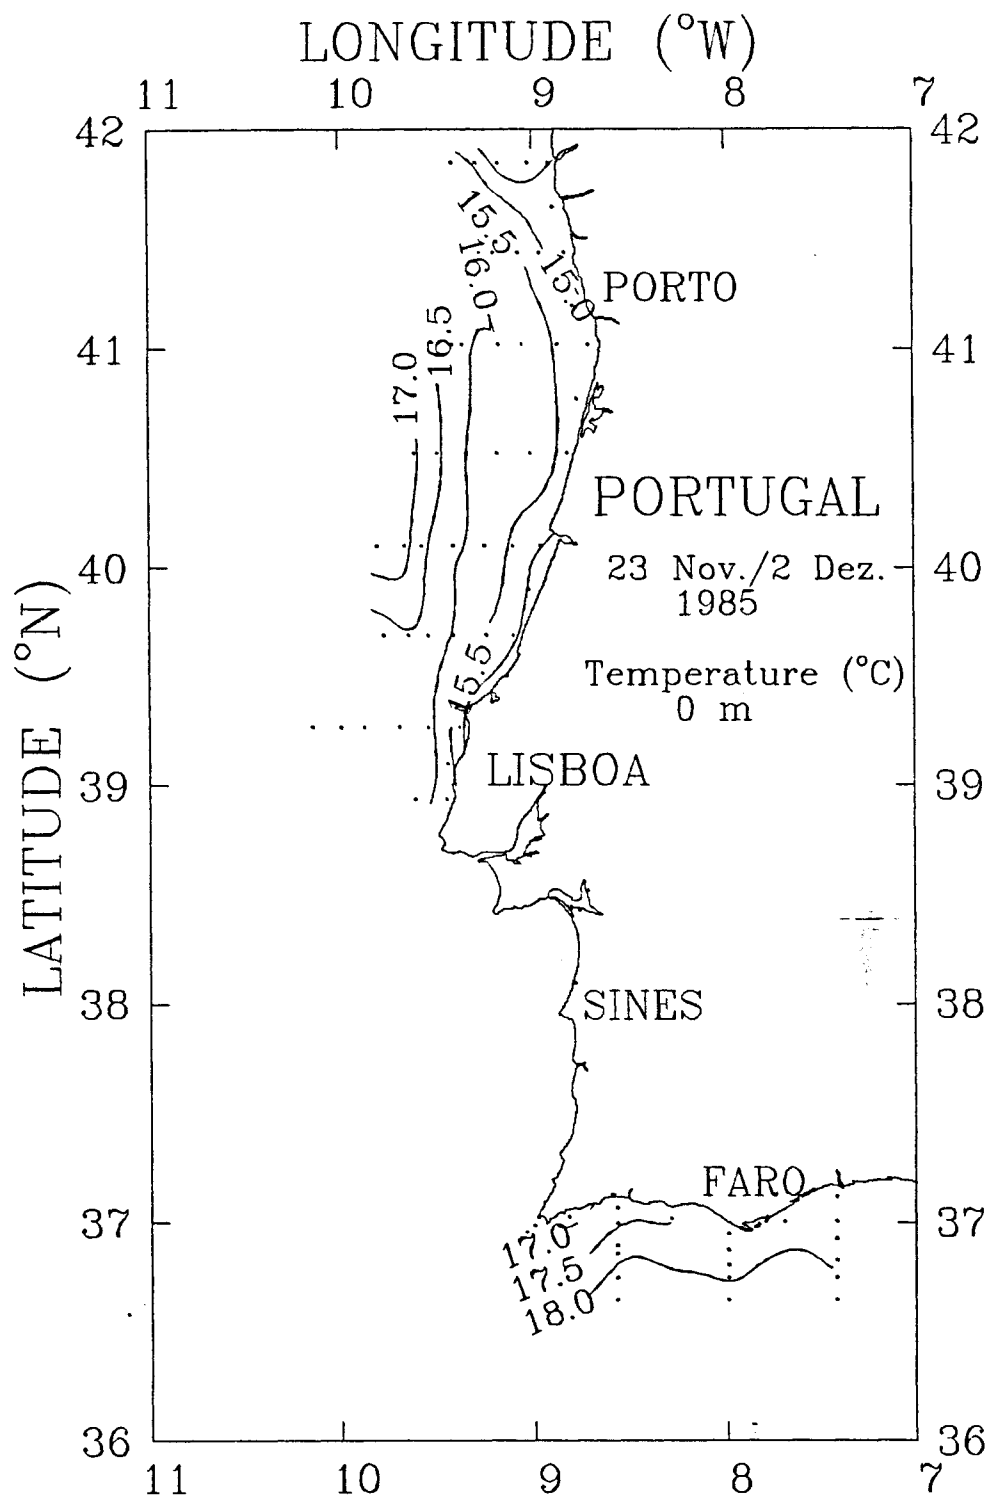 LONGITUDE (°W)
11 10 9 8 7
42 42
15.5
16.0
15.0
PORTO
16.5
41 41
17.0
PORTUGAL
40 40
23 Nov./2 Dez.
1985
LATITUDE (°N)
15.5
Temperature (°C)
0 m
LISBOA
39 39
38 38
SINES
FARO
37 37
17.0
17.5
18.0
36 36
11 10 9 8 7